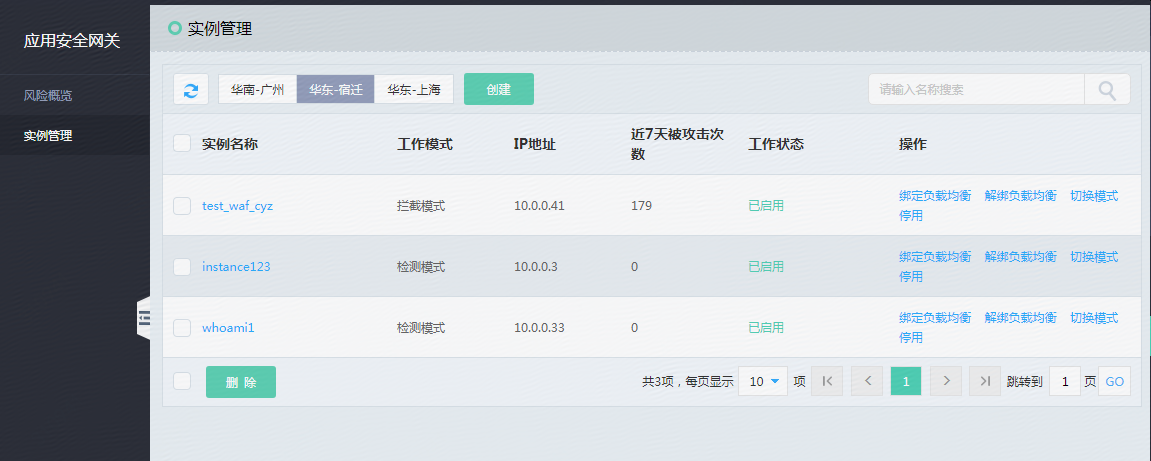 应用安全网关
风险概览
实例管理
实例管理
华南-广州 华东-宿迁 华东-上海 创建 请输入名称搜索
实例名称 工作模式 IP地址 近7天被攻击次数 工作状态 操作
test_waf_cyz 拦截模式 10.0.0.41 179 已启用 绑定负载均衡 解绑负载均衡 切换模式
停用
instance123 检测模式 10.0.0.3 0 已启用 绑定负载均衡 解绑负载均衡 切换模式
停用
whoami1 检测模式 10.0.0.33 0 已启用 绑定负载均衡 解绑负载均衡 切换模式
停用
删 除 共3项，每页显示 10 项 1 跳转到 1 页 GO